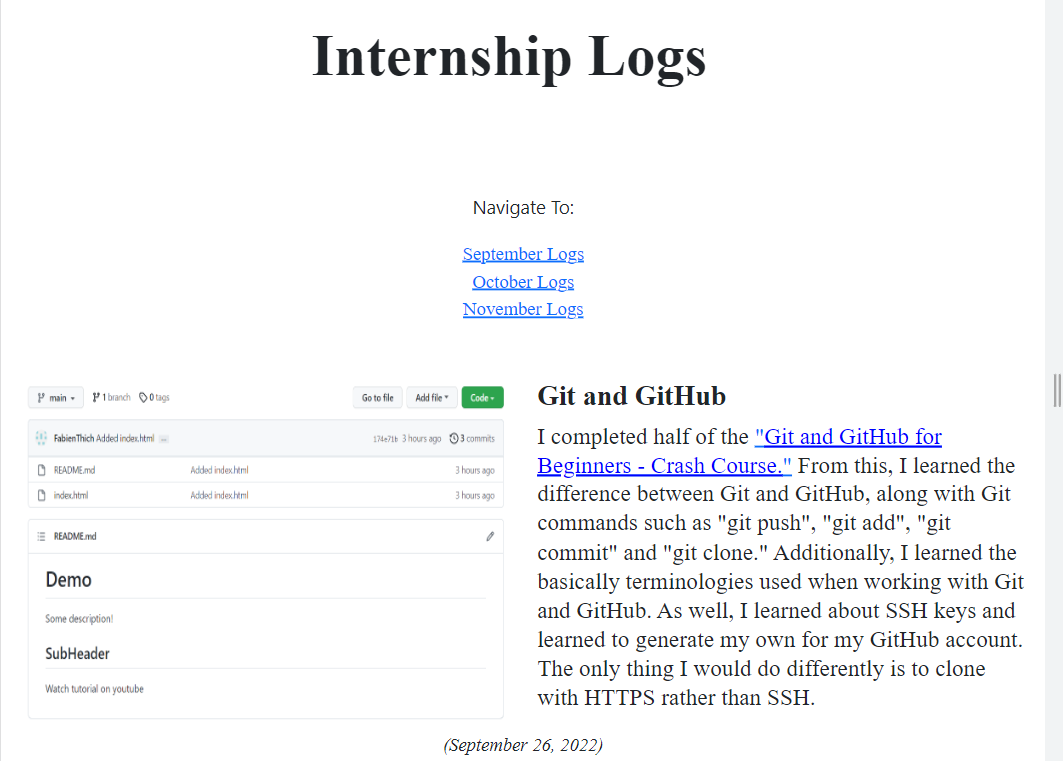 Internship Logs
Navigate To:
September Logs
October Logs
November Logs
main
1 branch
0 tags
Go to file
Add file
Code
FabienThich Added index.html ...
174e71b 3 hours ago 3 commits
README.md Added index.html 3 hours ago
index.html Added index.html 3 hours ago
README.md
Demo
Some description!
SubHeader
Watch tutorial on youtube
Git and GitHub
I completed half of the "Git and GitHub for
Beginners - Crash Course." From this, I learned the
difference between Git and GitHub, along with Git
commands such as "git push", "git add", "git
commit" and "git clone." Additionally, I learned the
basically terminologies used when working with Git
and GitHub. As well, I learned about SSH keys and
learned to generate my own for my GitHub account.
The only thing I would do differently is to clone
with HTTPS rather than SSH.
(September 26, 2022)